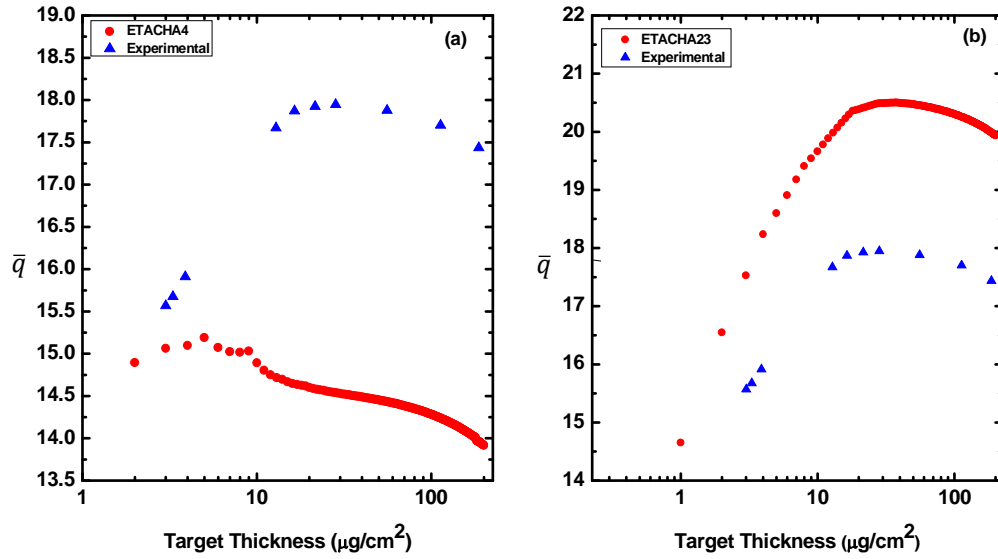 (a)
ETACHA4
Experimental
19.0
18.5
18.0
17.5
17.0
16.5
16.0
15.5
15.0
14.5
14.0
13.5
q̅
1
10
100
Target Thickness (μg/cm²)
(b)
ETACHA23
Experimental
22
21
20
19
18
17
16
15
14
q̅
1
10
100
Target Thickness (μg/cm²)